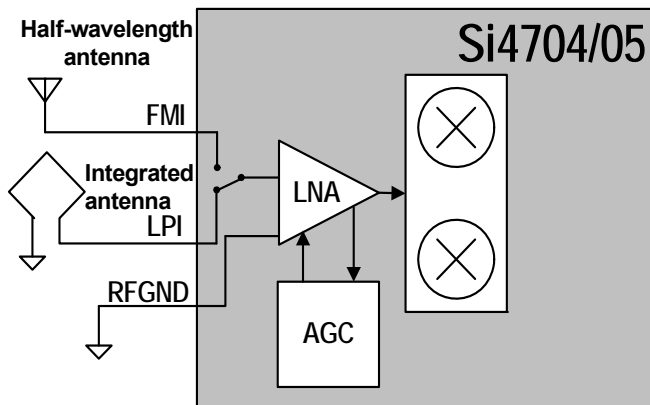 Half-wavelength
antenna
Si4704/05
FMI
Integrated
antenna
LPI
LNA
RFGND
AGC